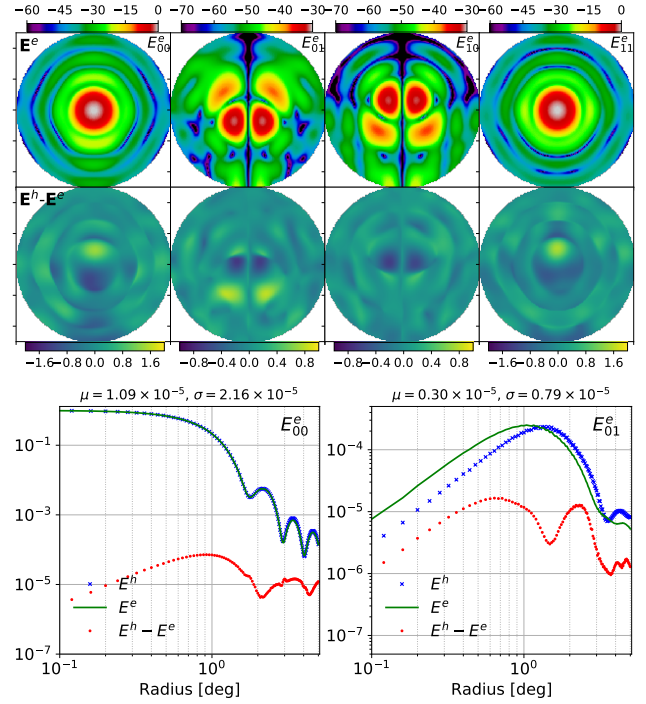 −60 −45 −30 −15 0 −70 −60 −50 −40 −30 −70 −60 −50 −40 −30 −60 −45 −30 −15 0
E^e E^e_00 E^e_01 E^e_10 E^e_11
E^h-E^e
−1.6 −0.8 0.0 0.8 1.6 −0.8 −0.4 0.0 0.4 0.8 −0.8 −0.4 0.0 0.4 0.8 −1.6 −0.8 0.0 0.8 1.6
μ = 1.09 × 10^−5, σ = 2.16 × 10^−5 μ = 0.30 × 10^−5, σ = 0.79 × 10^−5
E^e_00 E^e_01
10^−1 10^−4
10^−3 10^−5
10^−5 10^−6
10^−7 10^−7
E^h E^h
E^e E^e
E^h − E^e E^h − E^e
10^−1 10^0 10^−1 10^0
Radius [deg] Radius [deg]